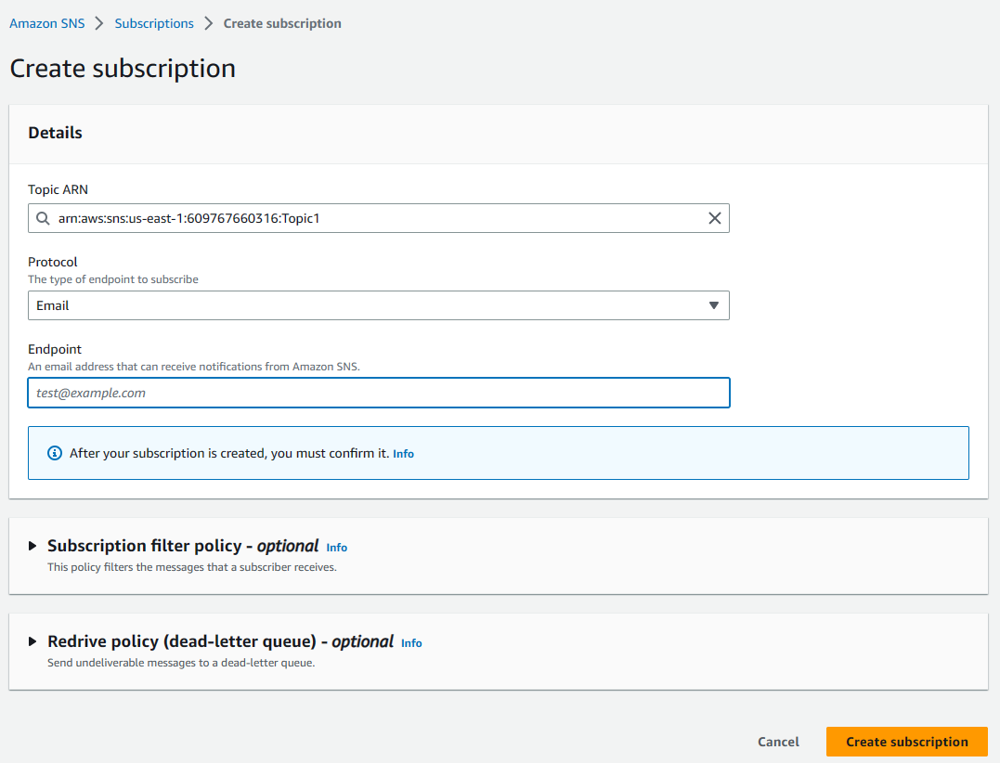 Amazon SNS > Subscriptions > Create subscription
Create subscription
Details
Topic ARN
arn:aws:sns:us-east-1:609767660316:Topic1
Protocol
The type of endpoint to subscribe
Email
Endpoint
An email address that can receive notifications from Amazon SNS.
test@example.com
After your subscription is created, you must confirm it. Info
Subscription filter policy - optional Info
This policy filters the messages that a subscriber receives.
Redrive policy (dead-letter queue) - optional Info
Send undeliverable messages to a dead-letter queue.
Cancel Create subscription